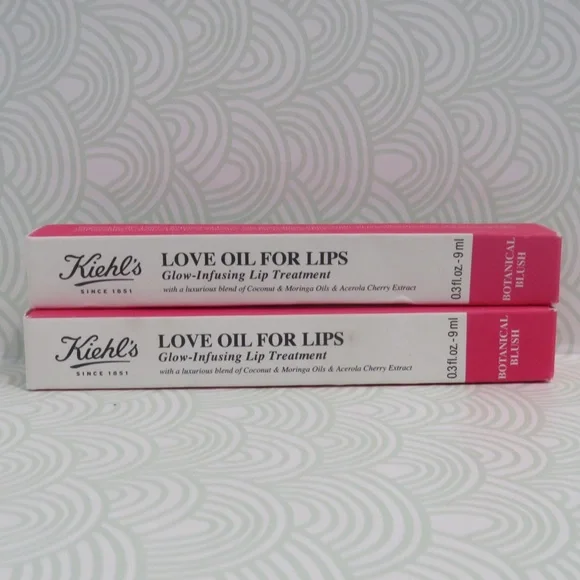 Kiehl's
SINCE 1851
LOVE OIL FOR LIPS
Glow-Infusing Lip Treatment
with a luxurious blend of Coconut & Moringa Oils & Acerola Cherry Extract
0.3 fl.oz. - 9 ml
BOTANICAL
BLUSH
Kiehl's
SINCE 1851
LOVE OIL FOR LIPS
Glow-Infusing Lip Treatment
with a luxurious blend of Coconut & Moringa Oils & Acerola Cherry Extract
0.3 fl.oz. - 9 ml
BOTANICAL
BLUSH